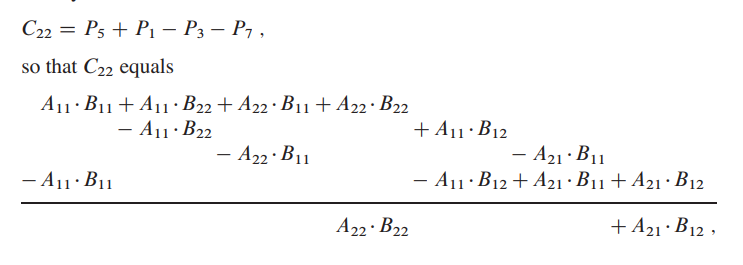 C₂₂ = P₅ + P₁ − P₃ − P₇ ,
so that C₂₂ equals
A₁₁ · B₁₁ + A₁₁ · B₂₂ + A₂₂ · B₁₁ + A₂₂ · B₂₂
− A₁₁ · B₂₂ + A₁₁ · B₁₂
− A₂₂ · B₁₁ − A₂₁ · B₁₁
− A₁₁ · B₁₁ − A₁₁ · B₁₂ + A₂₁ · B₁₁ + A₂₁ · B₁₂
A₂₂ · B₂₂ + A₂₁ · B₁₂ ,